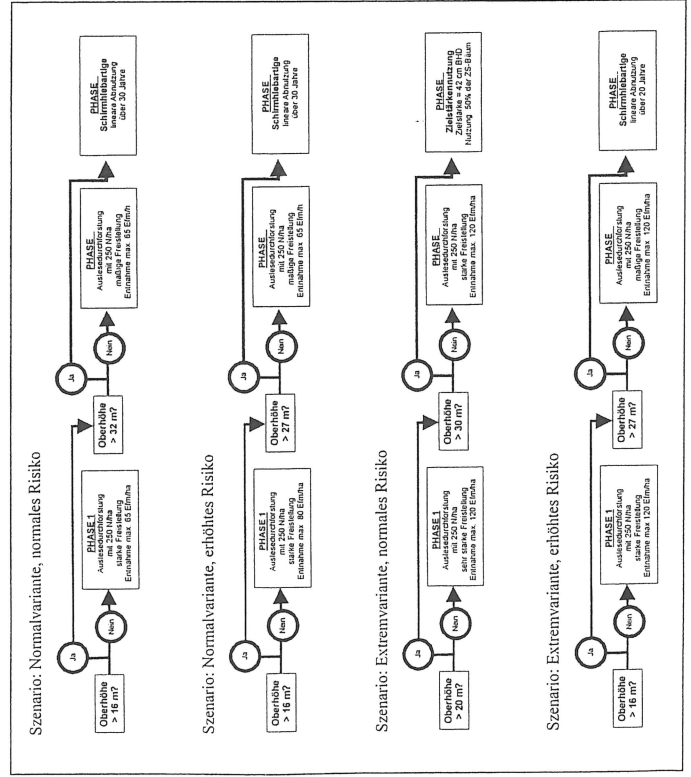 Szenario: Normalvariante, normales Risiko
Oberhöhe
> 16 m?
Ja
Nein
PHASE 1
Auslesedurchforstung
mit 250 N/ha
starke Freistellung
Entnahme max. 65 Efm/ha
Oberhöhe
> 32 m?
Ja
Nein
PHASE
Auslesedurchforstung
mit 250 N/ha
mäßige Freistellung
Entnahme max. 65 Efm/h
PHASE
Schirmhiebartige
lineare Abnutzung
über 30 Jahre
Szenario: Normalvariante, erhöhtes Risiko
Oberhöhe
> 16 m?
Ja
Nein
PHASE 1
Auslesedurchforstung
mit 250 N/ha
starke Freistellung
Entnahme max. 80 Efm/ha
Oberhöhe
> 27 m?
Ja
Nein
PHASE
Auslesedurchforstung
mit 250 N/ha
mäßige Freistellung
Entnahme max. 65 Efm/h
PHASE
Schirmhiebartige
lineare Abnutzung
über 30 Jahre
Szenario: Extremvariante, normales Risiko
Oberhöhe
> 20 m?
Ja
Nein
PHASE 1
Auslesedurchforstung
mit 250 N/ha
sehr starke Freistellung
Entnahme max 120 Efm/ha
Oberhöhe
> 30 m?
Ja
Nein
PHASE
Auslesedurchforstung
mit 250 N/ha
starke Freistellung
Entnahme max. 120 Efm/ha
PHASE
Zielstärkennutzung
Zielstärke = 42 cm BHD
Nutzung 50% der ZS-Bäum
Szenario: Extremvariante, erhöhtes Risiko
Oberhöhe
> 16 m?
Ja
Nein
PHASE 1
Auslesedurchforstung
mit 250 N/ha
starke Freistellung
Entnahme max 120 Efm/ha
Oberhöhe
> 27 m?
Ja
Nein
PHASE
Auslesedurchforstung
mit 250 N/ha
mäßige Freistellung
Entnahme max. 120 Efm/ha
PHASE
Schirmhiebartige
lineare Abnutzung
über 20 Jahre